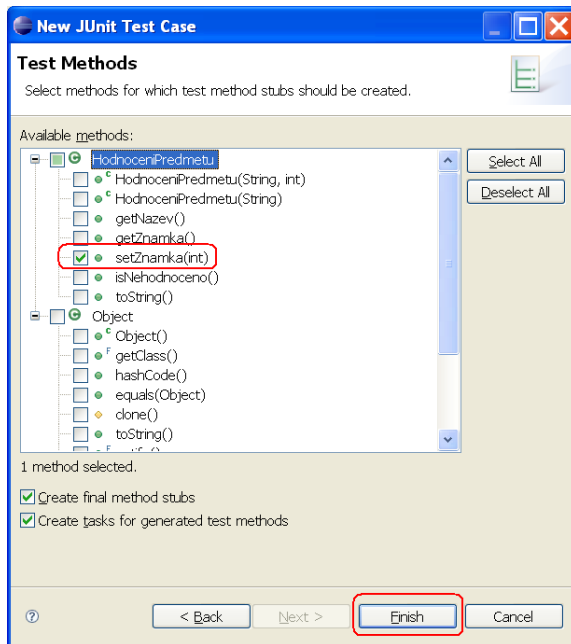 New JUnit Test Case
Test Methods
Select methods for which test method stubs should be created.
Available methods:
HodnoceniPredmetu
HodnoceniPredmetu(String, int)
HodnoceniPredmetu(String)
getNazev()
getZnamka()
setZnamka(int)
isNehodnoceno()
toString()
Object
Object()
getClass()
hashCode()
equals(Object)
clone()
toString()
Select All
Deselect All
1 method selected.
Create final method stubs
Create tasks for generated test methods
< Back
Next >
Finish
Cancel